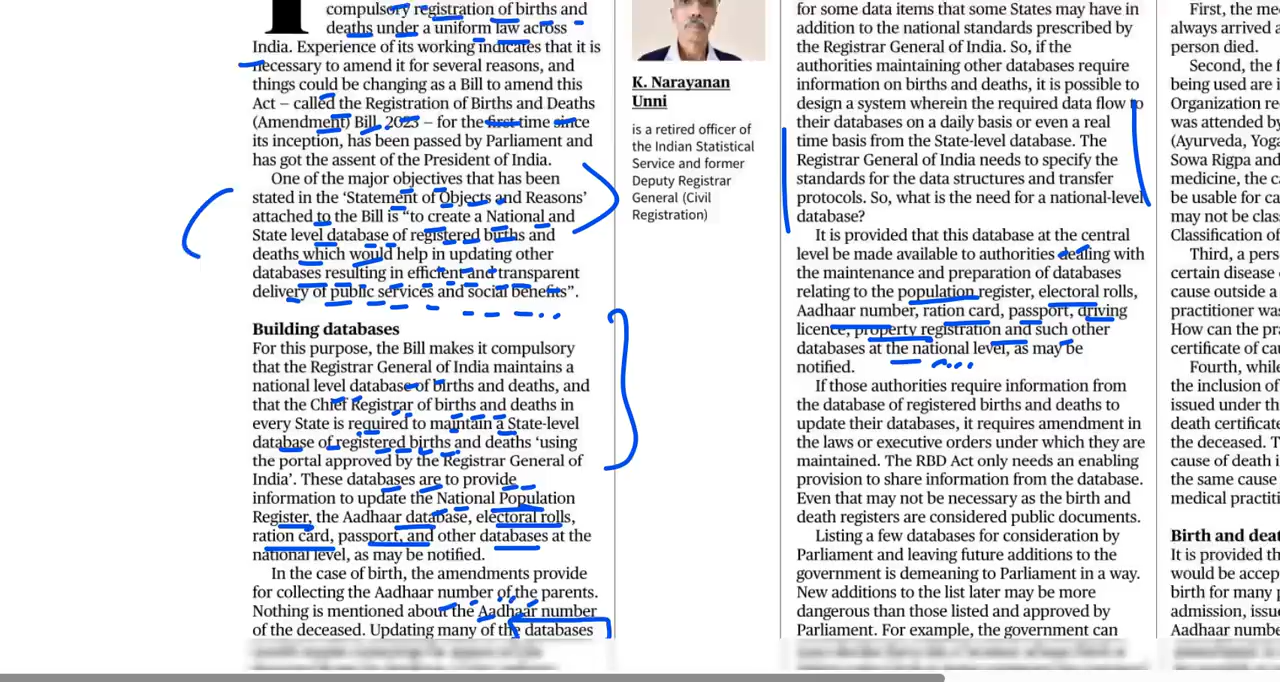 compulsory registration of births and
deaths under a uniform law across
India. Experience of its working indicates that it is
necessary to amend it for several reasons, and
things could be changing as a Bill to amend this
Act – called the Registration of Births and Deaths
(Amendment) Bill, 2023 – for the first time since
its inception, has been passed by Parliament and
has got the assent of the President of India.
One of the major objectives that has been
stated in the ‘Statement of Objects and Reasons’
attached to the Bill is “to create a National and
State level database of registered births and
deaths which would help in updating other
databases resulting in efficient and transparent
delivery of public services and social benefits”.
Building databases
For this purpose, the Bill makes it compulsory
that the Registrar General of India maintains a
national level database of births and deaths, and
that the Chief Registrar of births and deaths in
every State is required to maintain a State-level
database of registered births and deaths ‘using
the portal approved by the Registrar General of
India’. These databases are to provide
information to update the National Population
Register, the Aadhaar database, electoral rolls,
ration card, passport, and other databases at the
national level, as may be notified.
In the case of birth, the amendments provide
for collecting the Aadhaar number of the parents.
Nothing is mentioned about the Aadhaar number
of the deceased. Updating many of the databases
K. Narayanan
Unni
is a retired officer of
the Indian Statistical
Service and former
Deputy Registrar
General (Civil
Registration)
for some data items that some States may have in
addition to the national standards prescribed by
the Registrar General of India. So, if the
authorities maintaining other databases require
information on births and deaths, it is possible to
design a system wherein the required data flow to
their databases on a daily basis or even a real
time basis from the State-level database. The
Registrar General of India needs to specify the
standards for the data structures and transfer
protocols. So, what is the need for a national-level
database?
It is provided that this database at the central
level be made available to authorities dealing with
the maintenance and preparation of databases
relating to the population register, electoral rolls,
Aadhaar number, ration card, passport, driving
licence, property registration and such other
databases at the national level, as may be
notified.
If those authorities require information from
the database of registered births and deaths to
update their databases, it requires amendment in
the laws or executive orders under which they are
maintained. The RBD Act only needs an enabling
provision to share information from the database.
Even that may not be necessary as the birth and
death registers are considered public documents.
Listing a few databases for consideration by
Parliament and leaving future additions to the
government is demeaning to Parliament in a way.
New additions to the list later may be more
dangerous than those listed and approved by
Parliament. For example, the government can
First, the me
always arrived a
person died.
Second, the f
being used are i
Organization re
was attended by
(Ayurveda, Yog
Sowa Rigpa and
medicine, the ca
be usable for ca
may not be clas
Classification of
Third, a pers
certain disease
cause outside a
practitioner wa
How can the pra
certificate of cau
Fourth, while
the inclusion of
issued under th
death certificate
the deceased. T
cause of death i
the same cause
medical practiti
Birth and deat
It is provided th
would be accep
birth for many p
admission, issu
Aadhaar numbe